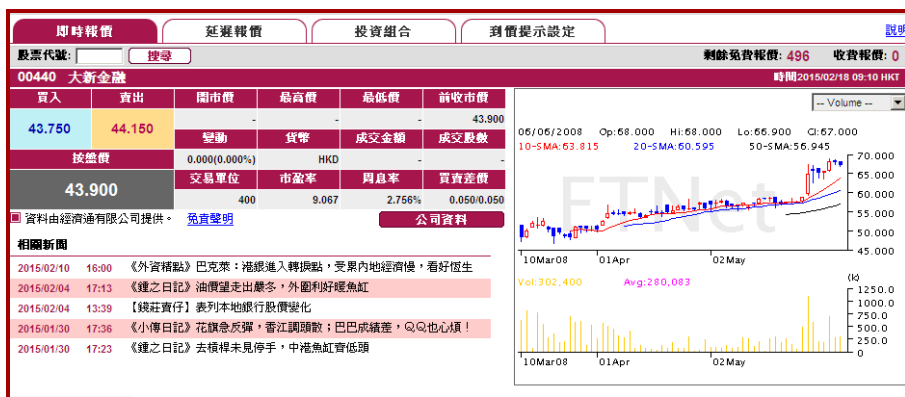 即時報價 延遲報價 投資組合 到價提示設定 說明
股票代號: 搜尋 剩餘免費報價: 496 收費報價: 0
00440 大新金融 時間2015/02/18 09:10 HKT
買入 賣出 開市價 最高價 最低價 前收市價
43.750 44.150 - - - 43.900
變動 貨幣 成交金額 成交股數
按盤價 0.000(0.000%) HKD - -
43.900 交易單位 市盈率 周息率 買賣差價
400 9.067 2.756% 0.050/0.050
資料由經濟通有限公司提供。 免責聲明 公司資料
相關新聞
2015/02/10 16:00 《外資精點》巴克萊：港銀進入轉捩點，受累內地經濟慢，看好恆生
2015/02/04 17:13 《鍾之日記》油價望走出嚴冬，外圍利好暖魚缸
2015/02/04 13:39 【錢莊齊仔】表列本地銀行股價變化
2015/01/30 17:36 《小傳日記》花旗急反彈，香江調頭散；巴巴成績差，QQ也心煩！
2015/01/30 17:23 《鍾之日記》去槓桿未見停手，中港魚缸齊低頭
-- Volume --
06/06/2008 Op:68.000 Hi:68.000 Lo:66.900 Cl:67.000
10-SMA:63.815 20-SMA:60.595 50-SMA:56.945
ETNet
70.000
65.000
60.000
55.000
50.000
45.000
10Mar08 01Apr 02May
Vol:302,400 Avg:280,083 (k)
1250.0
1000.0
750.0
500.0
250.0
0
10Mar08 01Apr 02May